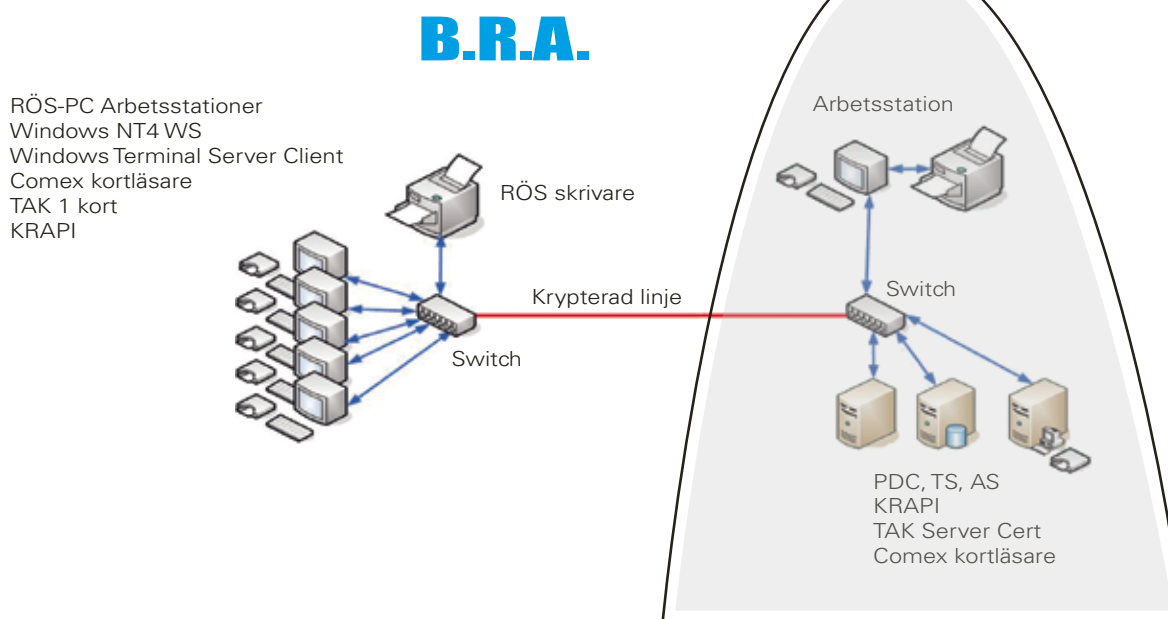 B.R.A.
RÖS-PC Arbetsstationer
Windows NT4 WS
Windows Terminal Server Client
Comex kortläsare
TAK 1 kort
KRAPI
RÖS skrivare
Switch
Krypterad linje
Arbetsstation
Switch
PDC, TS, AS
KRAPI
TAK Server Cert
Comex kortläsare